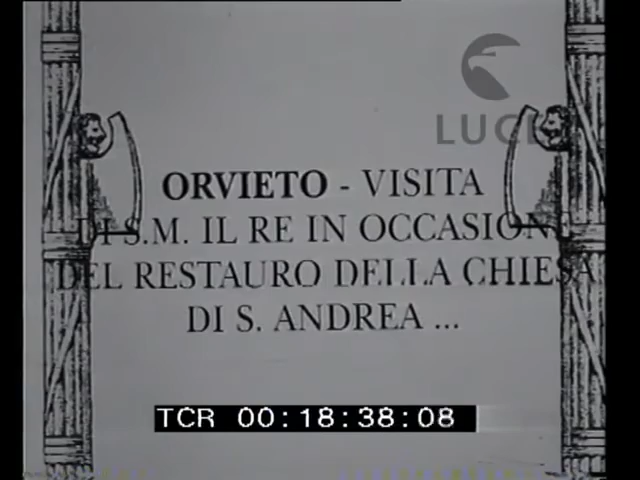 LUCE
ORVIETO - VISITA
DI S.M. IL RE IN OCCASIONE
DEL RESTAURO DELLA CHIESA
DI S. ANDREA ...
TCR 00:18:38:08